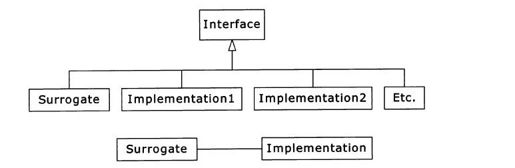 Interface
Surrogate Implementation1 Implementation2 Etc.
Surrogate Implementation